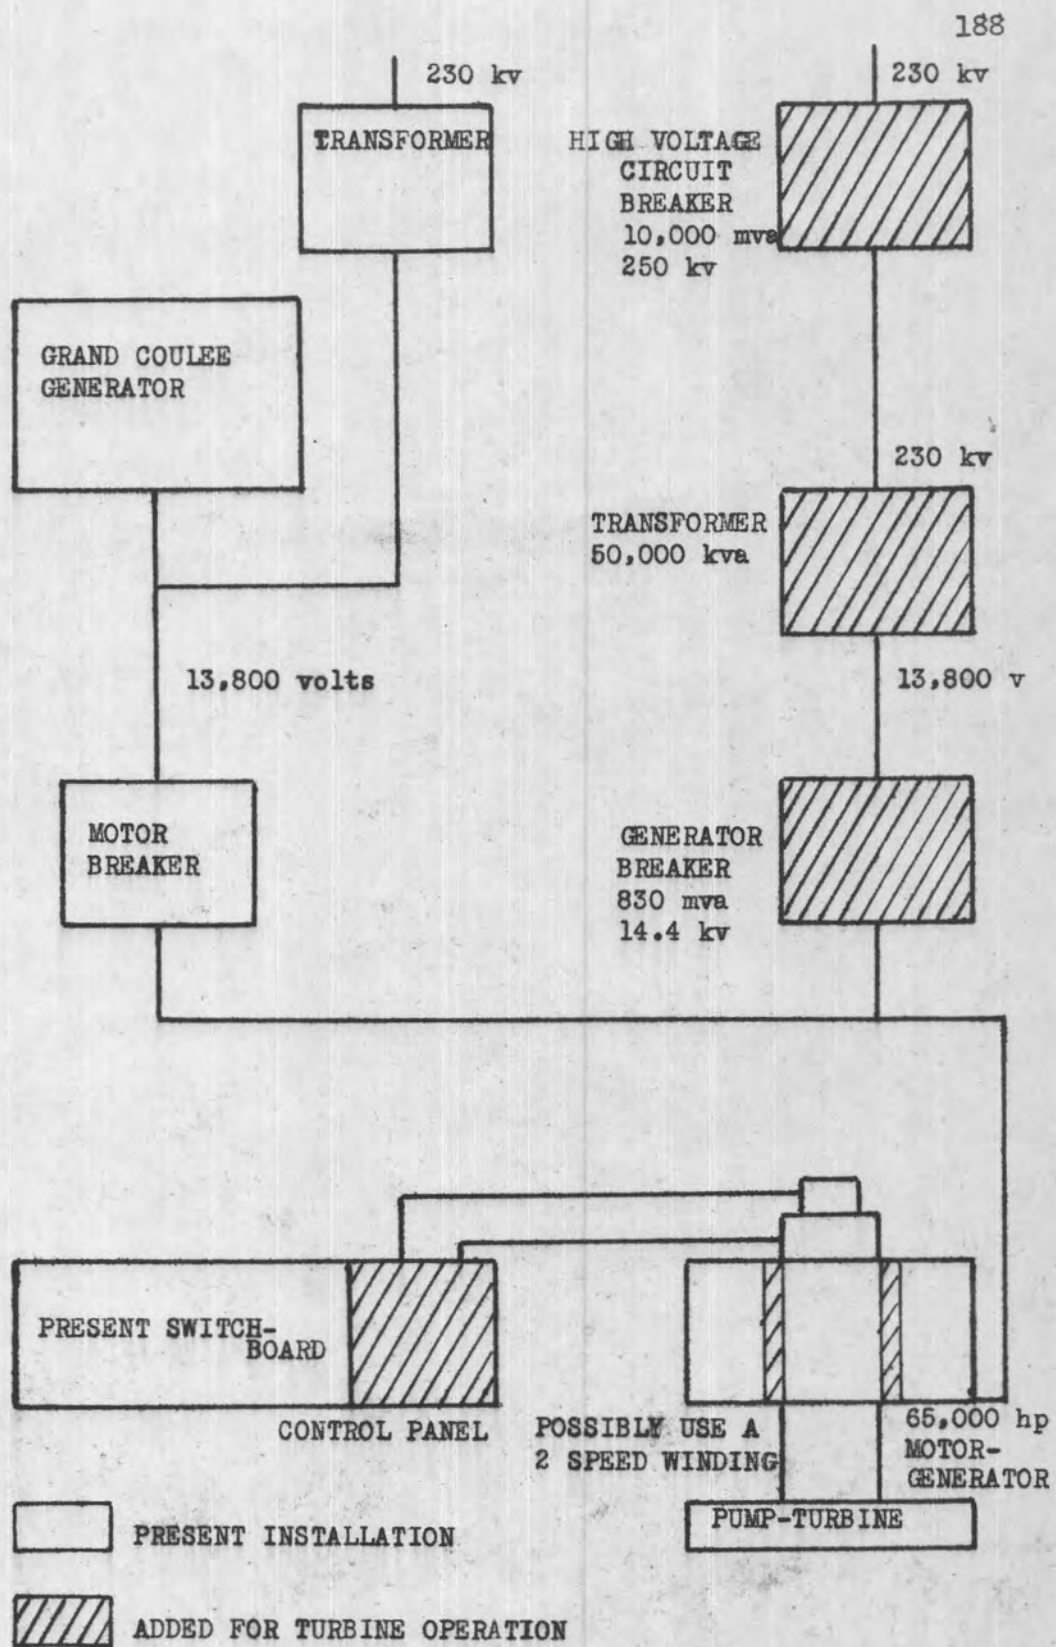 188
230 kv
TRANSFORMER
230 kv
HIGH VOLTAGE
CIRCUIT
BREAKER
10,000 mva
250 kv
GRAND COULEE
GENERATOR
230 kv
TRANSFORMER
50,000 kva
13,800 volts
13,800 v
MOTOR
BREAKER
GENERATOR
BREAKER
830 mva
14.4 kv
PRESENT SWITCH-
BOARD
CONTROL PANEL
POSSIBLY USE A
2 SPEED WINDING
65,000 hp
MOTOR-
GENERATOR
PUMP-TURBINE
PRESENT INSTALLATION
ADDED FOR TURBINE OPERATION